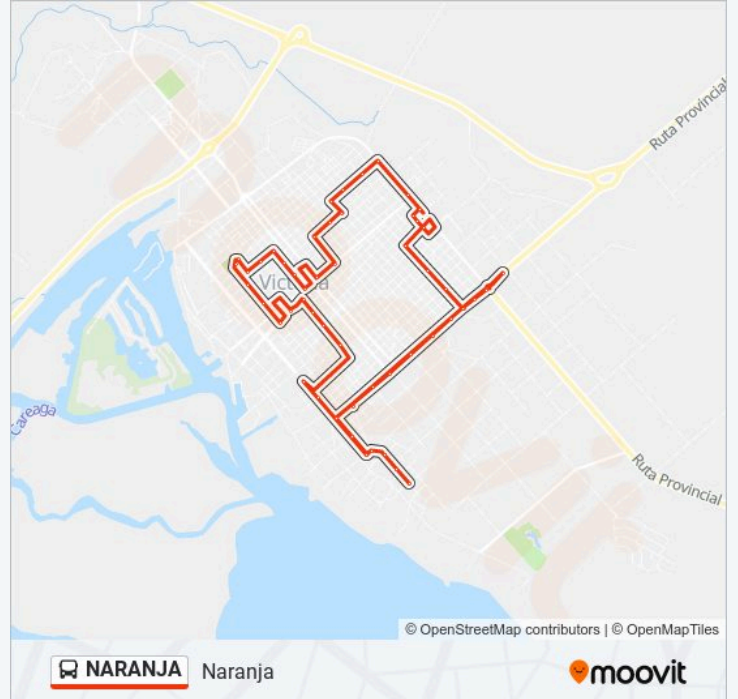 Ruta Provincial
Victoria
Careaga
Ruta Provincial
© OpenStreetMap contributors | © OpenMapTiles
NARANJA Naranja
moovit